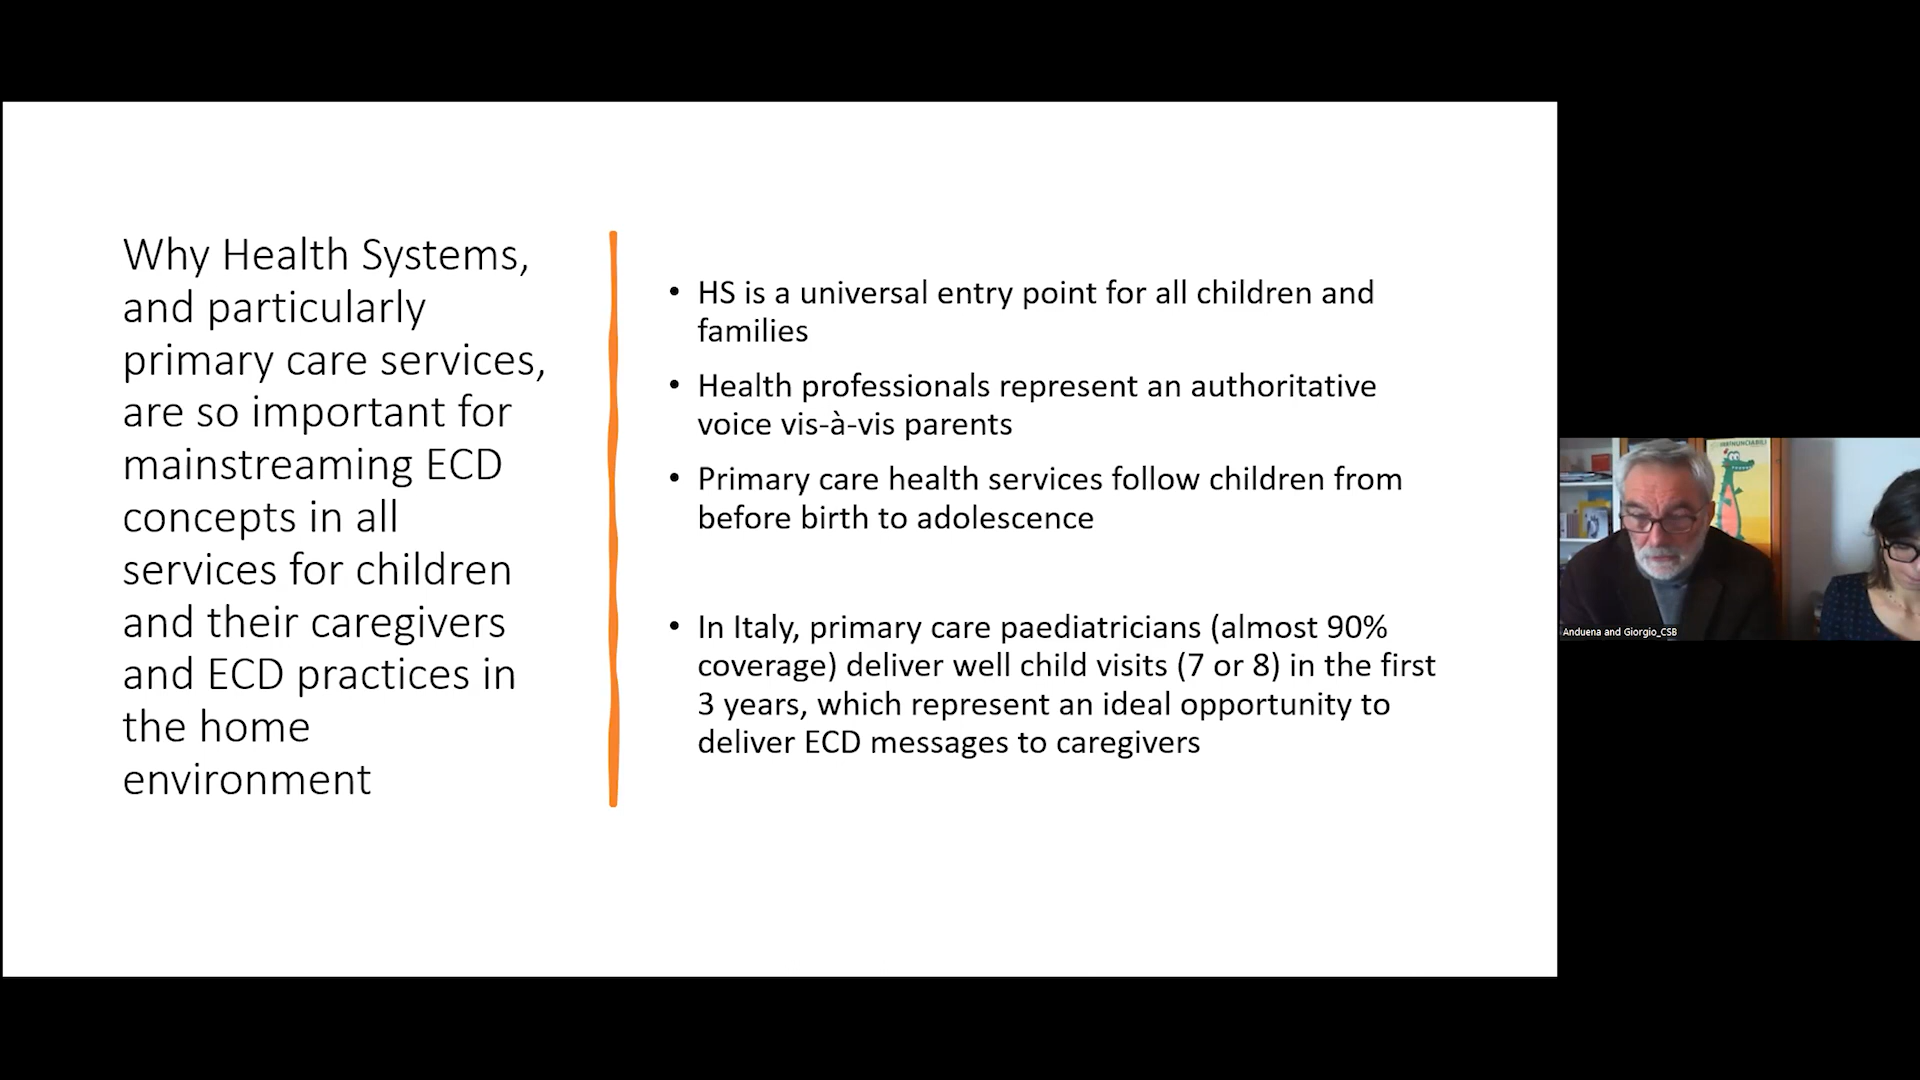 Why Health Systems,
and particularly
primary care services,
are so important for
mainstreaming ECD
concepts in all
services for children
and their caregivers
and ECD practices in
the home
environment
• HS is a universal entry point for all children and
families
• Health professionals represent an authoritative
voice vis-à-vis parents
• Primary care health services follow children from
before birth to adolescence
• In Italy, primary care paediatricians (almost 90%
coverage) deliver well child visits (7 or 8) in the first
3 years, which represent an ideal opportunity to
deliver ECD messages to caregivers
Anduena and Giorgio_CSB